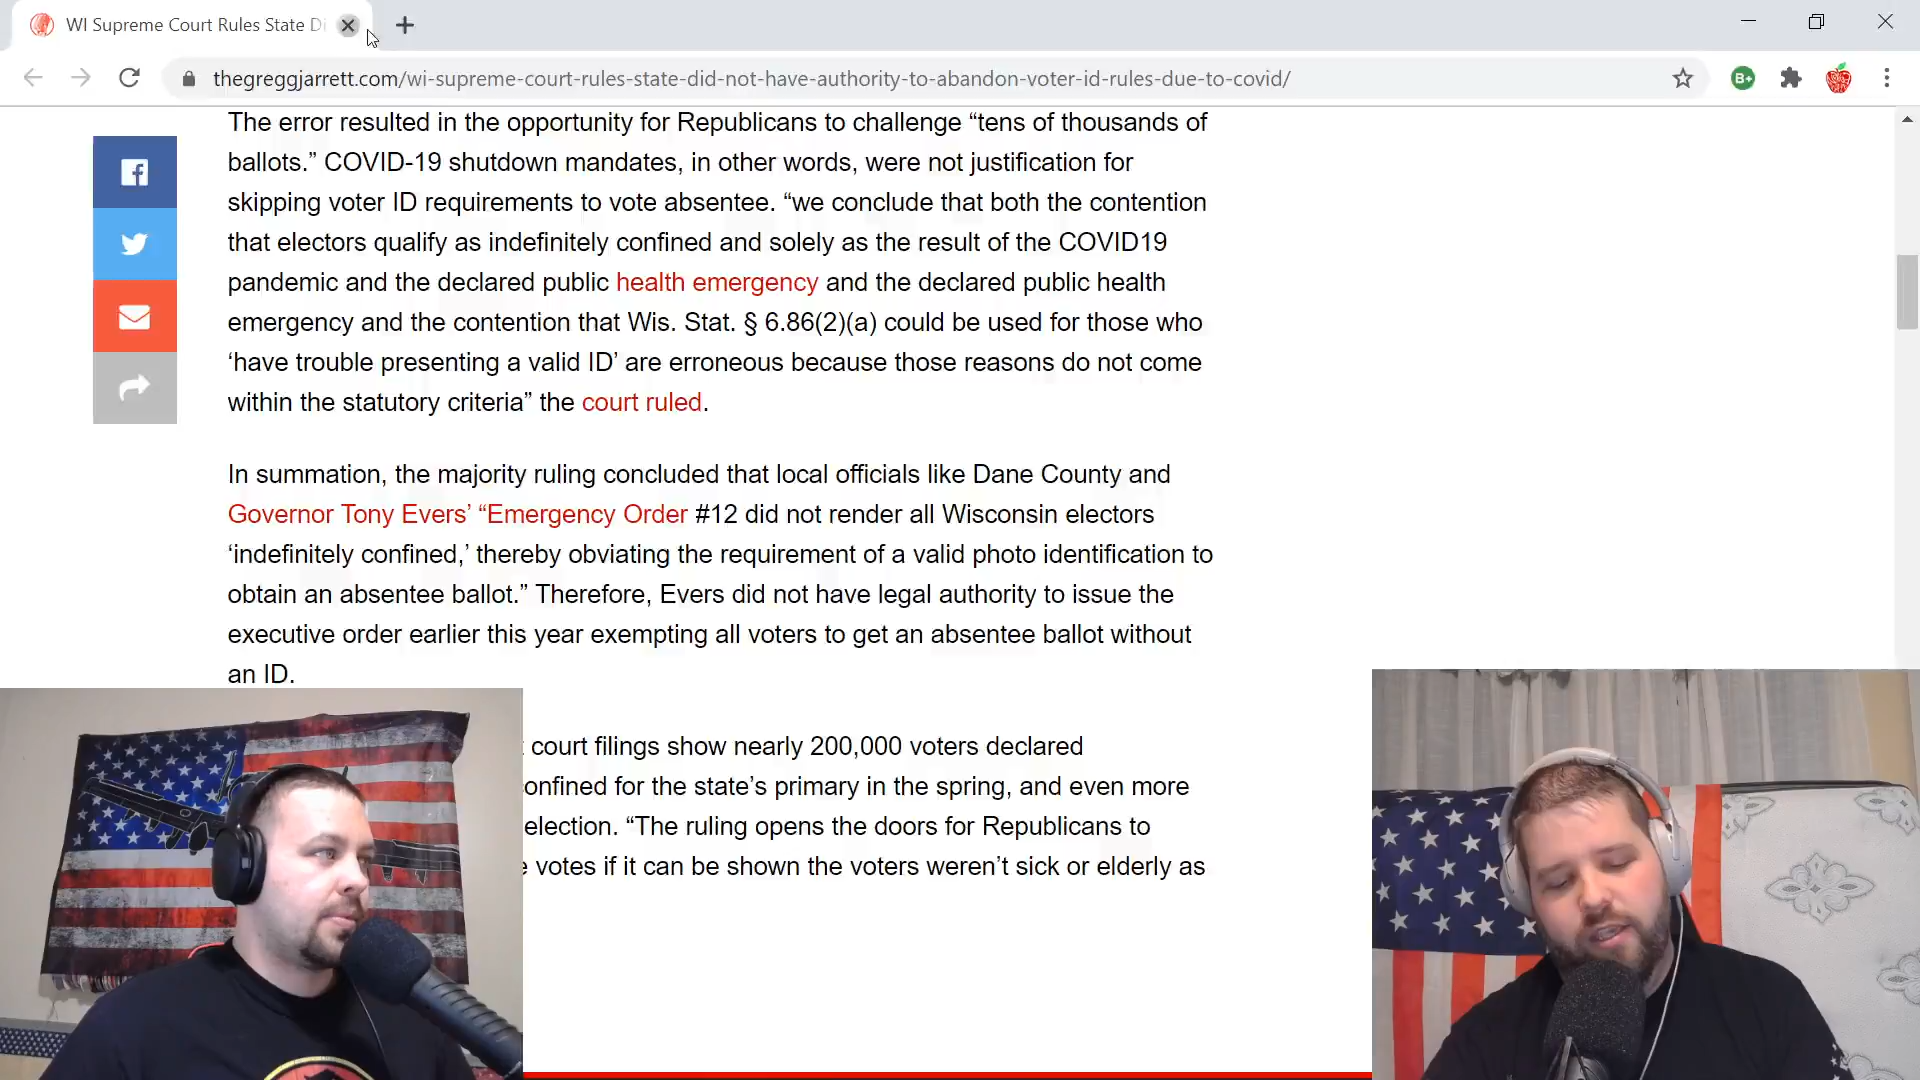 WI Supreme Court Rules State Di
thegreggjarrett.com/wi-supreme-court-rules-state-did-not-have-authority-to-abandon-voter-id-rules-due-to-covid/
B+
The error resulted in the opportunity for Republicans to challenge “tens of thousands of
ballots.” COVID-19 shutdown mandates, in other words, were not justification for
skipping voter ID requirements to vote absentee. “we conclude that both the contention
that electors qualify as indefinitely confined and solely as the result of the COVID19
pandemic and the declared public health emergency and the declared public health
emergency and the contention that Wis. Stat. § 6.86(2)(a) could be used for those who
‘have trouble presenting a valid ID’ are erroneous because those reasons do not come
within the statutory criteria” the court ruled.
In summation, the majority ruling concluded that local officials like Dane County and
Governor Tony Evers’ “Emergency Order #12 did not render all Wisconsin electors
‘indefinitely confined,’ thereby obviating the requirement of a valid photo identification to
obtain an absentee ballot.” Therefore, Evers did not have legal authority to issue the
executive order earlier this year exempting all voters to get an absentee ballot without
an ID.
court filings show nearly 200,000 voters declared
onfined for the state’s primary in the spring, and even more
election. “The ruling opens the doors for Republicans to
votes if it can be shown the voters weren’t sick or elderly as